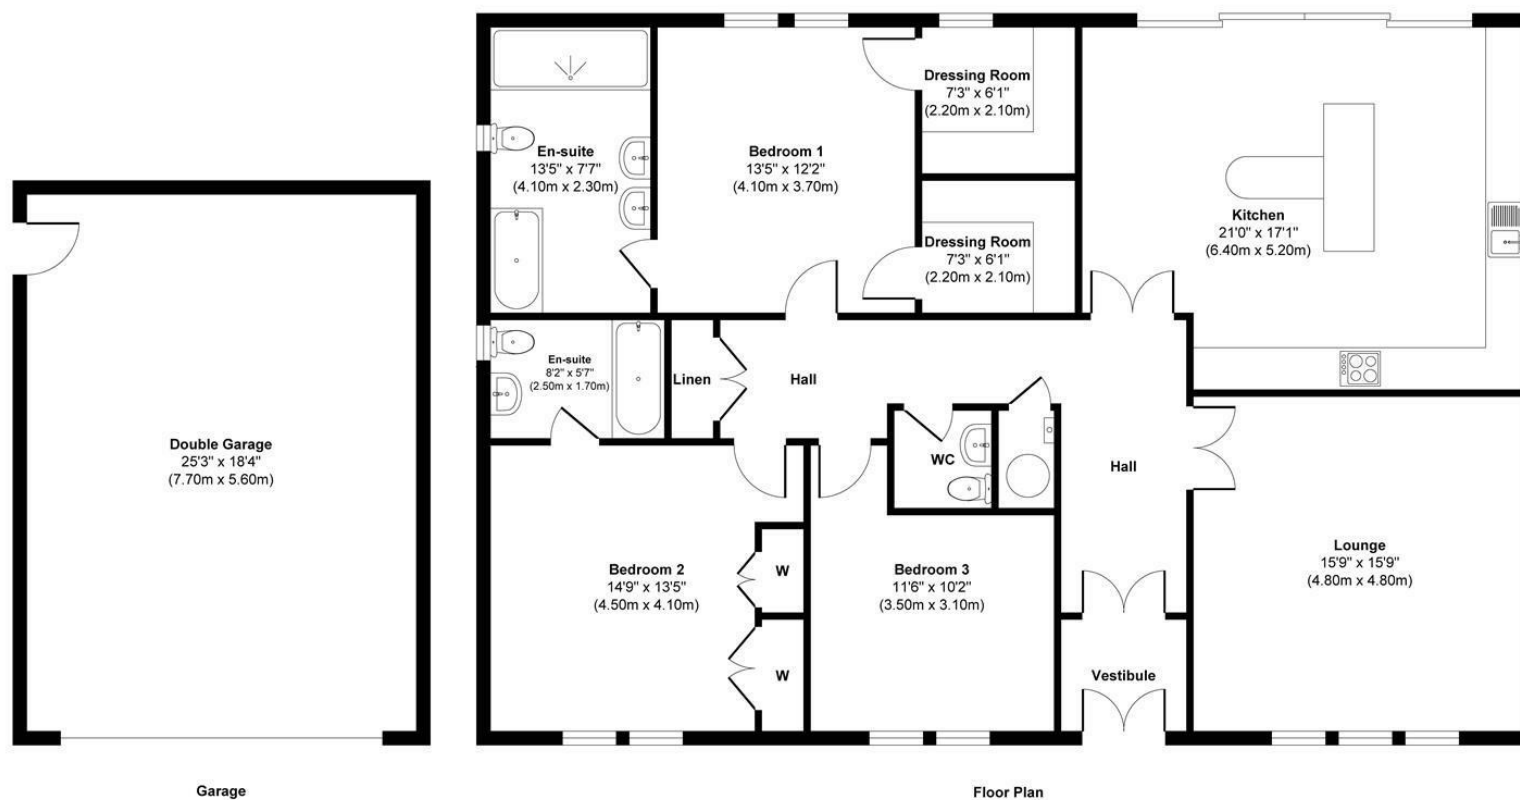 Double Garage
25'3" x 18'4"
(7.70m x 5.60m)
Garage
En-suite
13'5" x 7'7"
(4.10m x 2.30m)
Bedroom 1
13'5" x 12'2"
(4.10m x 3.70m)
Dressing Room
7'3" x 6'1"
(2.20m x 2.10m)
Dressing Room
7'3" x 6'1"
(2.20m x 2.10m)
Kitchen
21'0" x 17'1"
(6.40m x 5.20m)
En-suite
8'2" x 5'7"
(2.50m x 1.70m)
Linen
Hall
WC
Hall
Bedroom 2
14'9" x 13'5"
(4.50m x 4.10m)
W
W
Bedroom 3
11'6" x 10'2"
(3.50m x 3.10m)
Vestibule
Lounge
15'9" x 15'9"
(4.80m x 4.80m)
Floor Plan